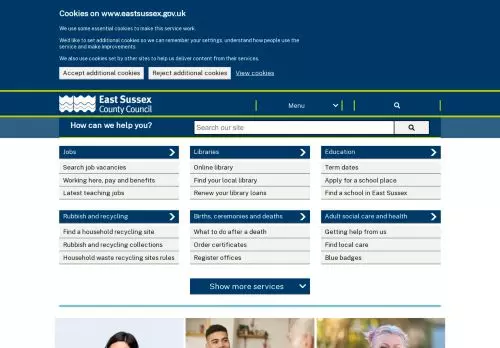 Cookies on www.eastsussex.gov.uk
We use some essential cookies to make this service work.
We'd like to set additional cookies so we can remember your settings, understand how people use the
service and make improvements.
We also use cookies set by other sites to help us deliver content from their services.
Accept additional cookies Reject additional cookies View cookies
East Sussex
County Council
Menu
How can we help you?
Search our site
Jobs
Search job vacancies
Working here, pay and benefits
Latest teaching jobs
Libraries
Online library
Find your local library
Renew your library loans
Education
Term dates
Apply for a school place
Find a school in East Sussex
Rubbish and recycling
Find a household recycling site
Rubbish and recycling collections
Household waste recycling sites rules
Births, ceremonies and deaths
What to do after a death
Order certificates
Register offices
Adult social care and health
Getting help from us
Find local care
Blue badges
Show more services